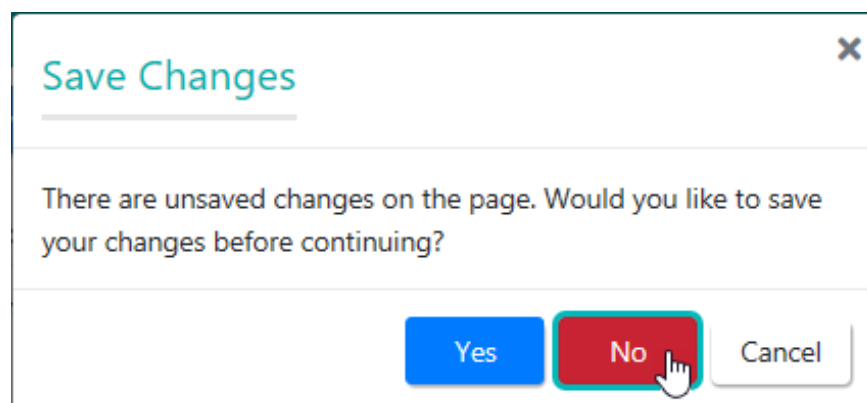 Save Changes
There are unsaved changes on the page. Would you like to save
your changes before continuing?
Yes
No
Cancel